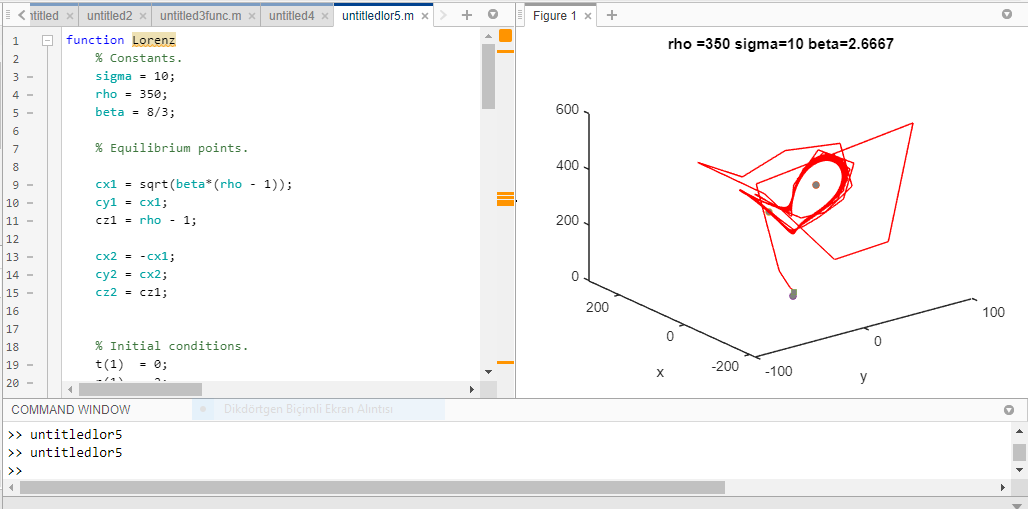 ntitled × untitled2 × untitled3func.m × untitled4 × untitledlor5.m ×
1 function Lorenz
2 % Constants.
3 – sigma = 10;
4 – rho = 350;
5 – beta = 8/3;
6
7 % Equilibrium points.
8
9 – cx1 = sqrt(beta*(rho - 1));
10 – cy1 = cx1;
11 – cz1 = rho - 1;
12
13 – cx2 = -cx1;
14 – cy2 = cx2;
15 – cz2 = cz1;
16
17
18 % Initial conditions.
19 – t(1) = 0;
20 –
Figure 1 ×
rho =350 sigma=10 beta=2.6667
600
400
200
0
200
0
-200
x
-100
0
100
y
COMMAND WINDOW
Dikdörtgen Biçimli Ekran Alıntısı
>> untitledlor5
>> untitledlor5
>>